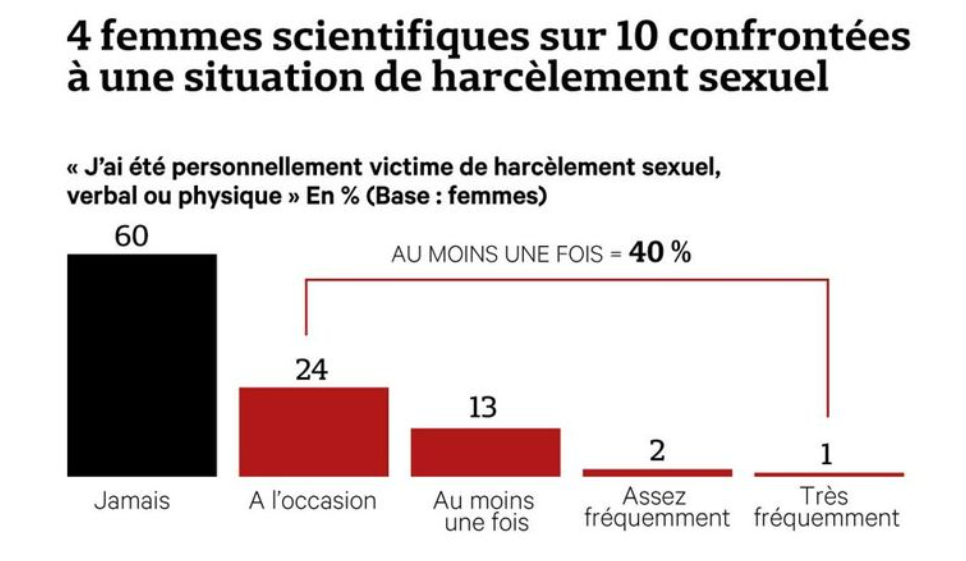 4 femmes scientifiques sur 10 confrontées
à une situation de harcèlement sexuel
« J'ai été personnellement victime de harcèlement sexuel,
verbal ou physique » En % (Base : femmes)
60
AU MOINS UNE FOIS = 40 %
24
13
2
1
Jamais
A l'occasion
Au moins
une fois
Assez
fréquemment
Très
fréquemment